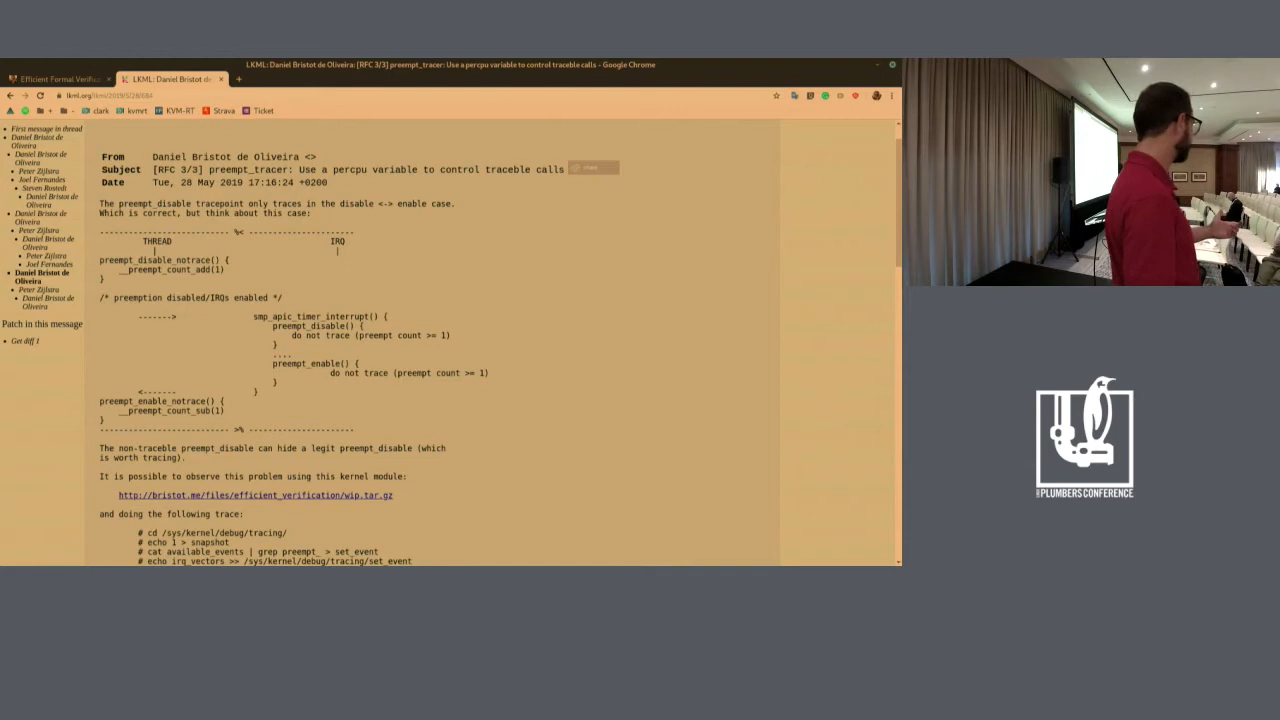 LKML: Daniel Bristot de Oliveira: [RFC 3/3] preempt_tracer: Use a percpu variable to control traceble calls - Google Chrome
Efficient Formal Verific
LKML: Daniel Bristot de
lkml.org/lkml/2019/5/28/684
clark
kvmrt
KVM-RT
Strava
Ticket
First message in thread
Daniel Bristot de
Oliveira
Daniel Bristot de
Oliveira
Peter Zijlstra
Joel Fernandes
Steven Rostedt
Daniel Bristot de
Oliveira
Daniel Bristot de
Oliveira
Peter Zijlstra
Daniel Bristot de
Oliveira
Peter Zijlstra
Joel Fernandes
Daniel Bristot de
Oliveira
Peter Zijlstra
Daniel Bristot de
Oliveira
Patch in this message
Get diff 1
From Daniel Bristot de Oliveira <>
Subject [RFC 3/3] preempt_tracer: Use a percpu variable to control traceble calls
share
Date Tue, 28 May 2019 17:16:24 +0200
The preempt_disable tracepoint only traces in the disable <-> enable case.
Which is correct, but think about this case:
--------------------------- %< ----------------------
THREAD IRQ
| |
preempt_disable_notrace() {
__preempt_count_add(1)
}
/* preemption disabled/IRQs enabled */
-------> smp_apic_timer_interrupt() {
preempt_disable() {
do not trace (preempt count >= 1)
}
....
preempt_enable() {
do not trace (preempt count >= 1)
}
<------- }
preempt_enable_notrace() {
__preempt_count_sub(1)
}
--------------------------- >% ----------------------
The non-traceble preempt_disable can hide a legit preempt_disable (which
is worth tracing).
It is possible to observe this problem using this kernel module:
http://bristot.me/files/efficient_verification/wip.tar.gz
and doing the following trace:
# cd /sys/kernel/debug/tracing/
# echo 1 > snapshot
# cat available_events | grep preempt_ > set_event
# echo irq_vectors >> /sys/kernel/debug/tracing/set_event
PLUMBERS CONFERENCE